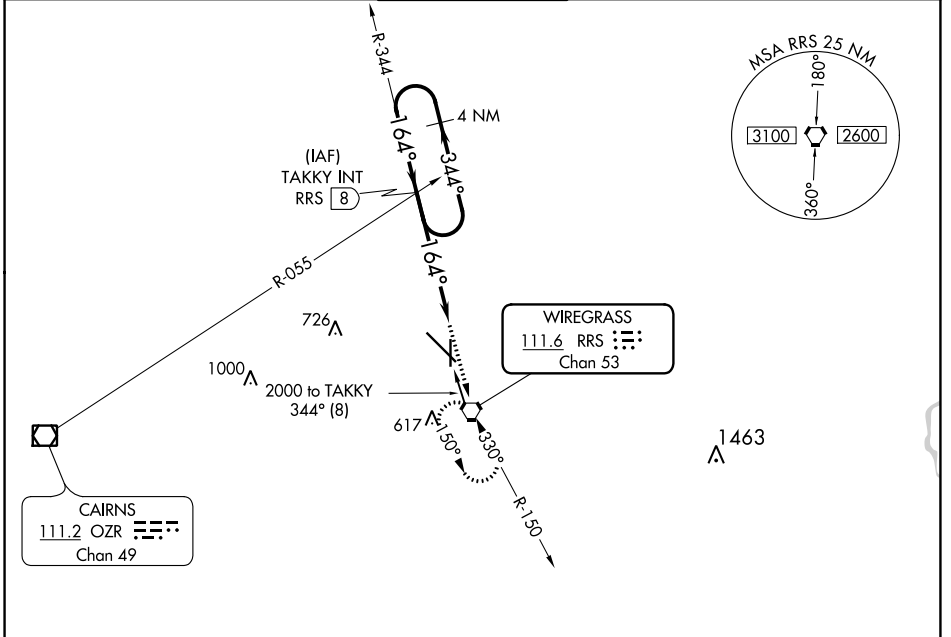 R-344
MSA RRS 25 NM
180°
3100
2600
360°
4 NM
164°
344°
(IAF)
TAKKY INT
RRS 8
164°
R-055
726
1000
2000 to TAKKY
344° (8)
617
WIREGRASS
111.6 RRS
Chan 53
150°
330°
R-150
1463
CAIRNS
111.2 OZR
Chan 49